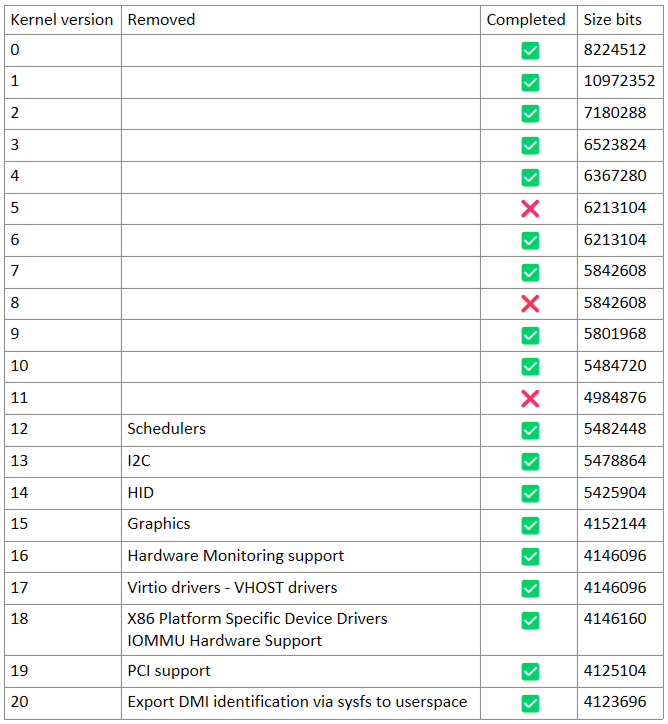 Kernel version Removed Completed Size bits
0 ✅ 8224512
1 ✅ 10972352
2 ✅ 7180288
3 ✅ 6523824
4 ✅ 6367280
5 ❌ 6213104
6 ✅ 6213104
7 ✅ 5842608
8 ❌ 5842608
9 ✅ 5801968
10 ✅ 5484720
11 ❌ 4984876
12 Schedulers ✅ 5482448
13 I2C ✅ 5478864
14 HID ✅ 5425904
15 Graphics ✅ 4152144
16 Hardware Monitoring support ✅ 4146096
17 Virtio drivers - VHOST drivers ✅ 4146096
18 X86 Platform Specific Device Drivers ✅ 4146160
IOMMU Hardware Support
19 PCI support ✅ 4125104
20 Export DMI identification via sysfs to userspace ✅ 4123696